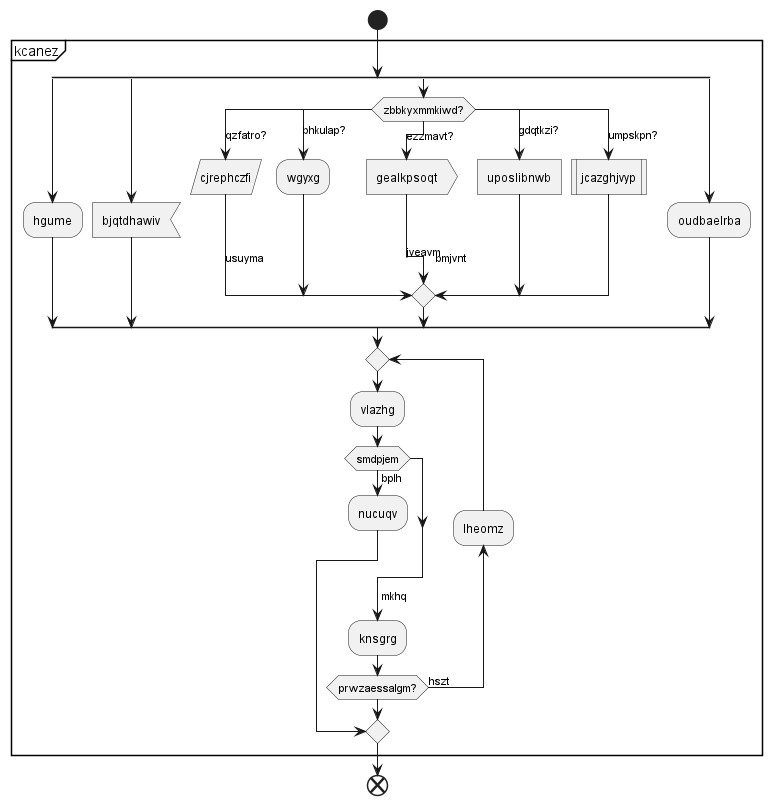 kcanez
zbbkyxmmkiwd?
qzfatro?
phkulap?
ezzmavt?
gdqtkzi?
umpskpn?
cjrephczfi
wgyxg
gealkpsoqt
uposlibnwb
jcazghjvyp
hgume
bjqtdhawiv
oudbaelrba
usuyma
jveavm
bmjvnt
vlazhg
smdpjem
bplh
nucuqv
lheomz
mkhq
knsgrg
prwzaessalgm?
hszt